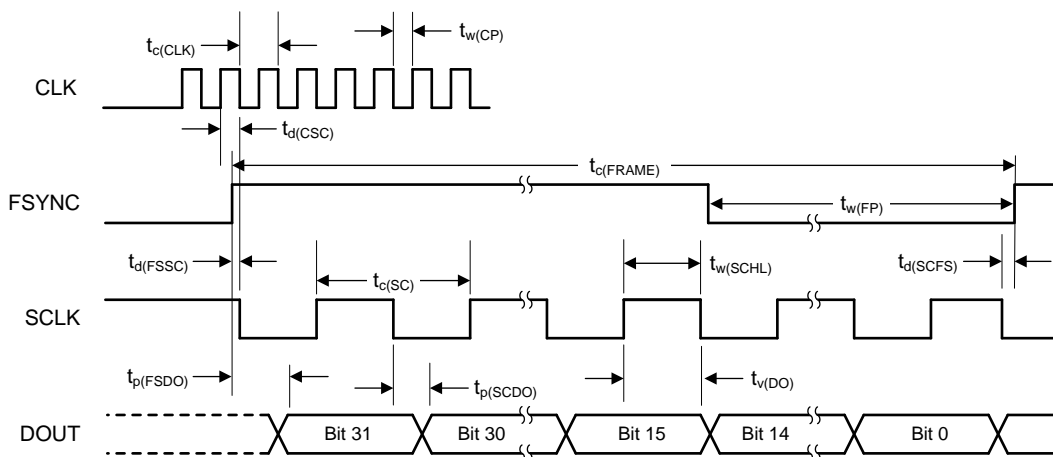 t_c(CLK)
t_w(CP)
CLK
t_d(CSC)
t_c(FRAME)
FSYNC
t_w(FP)
t_d(FSSC)
t_c(SC)
t_w(SCHL)
t_d(SCFS)
SCLK
t_p(FSDO)
t_p(SCDO)
t_v(DO)
DOUT
Bit 31
Bit 30
Bit 15
Bit 14
Bit 0